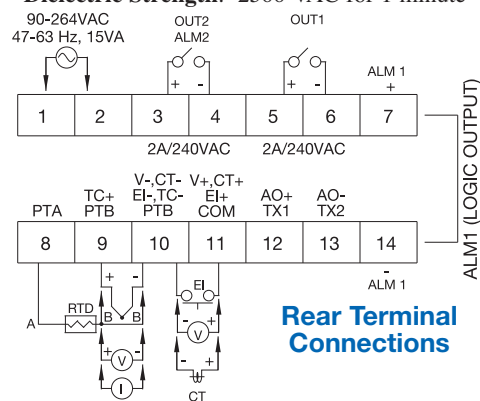 Dielectric Strength: 2500 VAC for 1 minute
90-264VAC
47-63 Hz, 15VA
OUT2
ALM2
OUT1
ALM 1
+ - + - +
1 2 3 4 5 6 7
2A/240VAC 2A/240VAC
ALM1 (LOGIC OUTPUT)
PTA
TC+
PTB
V-,CT-
EI-,TC-
PTB
V+,CT+
EI+
COM
AO+
TX1
AO-
TX2
8 9 10 11 12 13 14
-
ALM 1
+ -
EI
RTD
A B B
- V +
+ V -
I
- +
CT
Rear Terminal
Connections